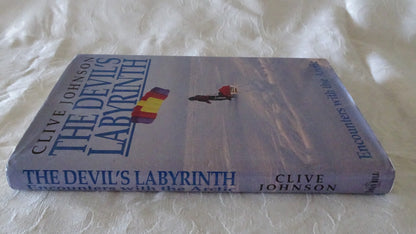 CLIVE JOHNSON
THE DEVIL'S
LABYRINTH
Encounters with the Arctic
THE DEVIL'S LABYRINTH
Encounters with the Arctic
CLIVE
JOHNSON